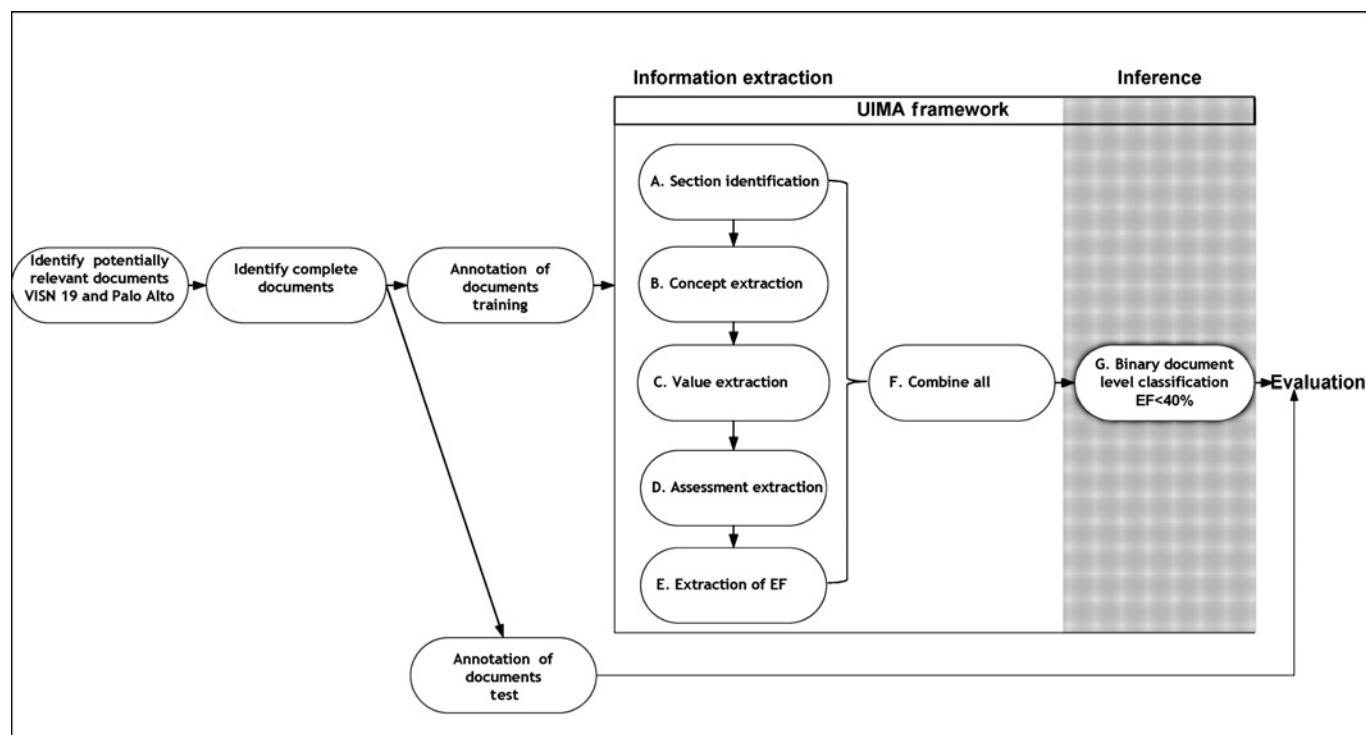 Information extraction
Inference
UIMA framework
A. Section identification
Identify potentially
relevant documents
VISN 19 and Palo Alto
Identify complete
documents
Annotation of
documents
training
B. Concept extraction
C. Value extraction
F. Combine all
G. Binary document
level classification
EF<40%
Evaluation
D. Assessment extraction
E. Extraction of EF
Annotation of
documents
test